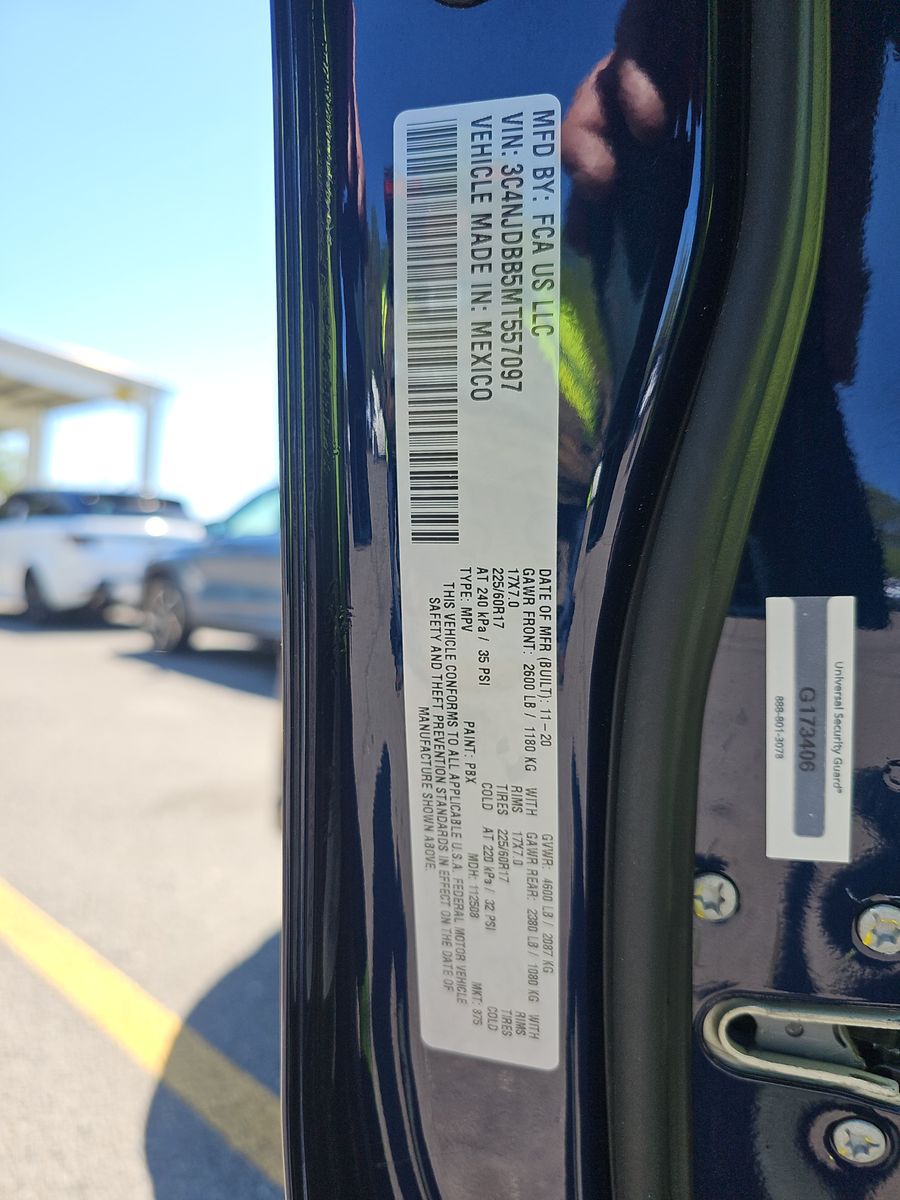 MFD BY: FCA US LLC
VIN: 3C4NJDBB5MT557097
VEHICLE MADE IN: MEXICO
DATE OF MFR (BUILT): 11-20 GVWR: 4600 LB / 2087 KG
GAWR FRONT: 2600 LB / 1180 KG WITH GAWR REAR: 2380 LB / 1080 KG WITH
17X7.0 RIMS 17X7.0 RIMS
225/60R17 TIRES 225/60R17 TIRES
AT 240 kPa / 35 PSI COLD AT 220 kPa / 32 PSI COLD
TYPE: MPV PAINT: PBX MDH: 112508 MKT: 875
THIS VEHICLE CONFORMS TO ALL APPLICABLE U.S.A. FEDERAL MOTOR VEHICLE
SAFETY AND THEFT PREVENTION STANDARDS IN EFFECT ON THE DATE OF
MANUFACTURE SHOWN ABOVE.
Universal Security Guard®
G173406
888-801-3078